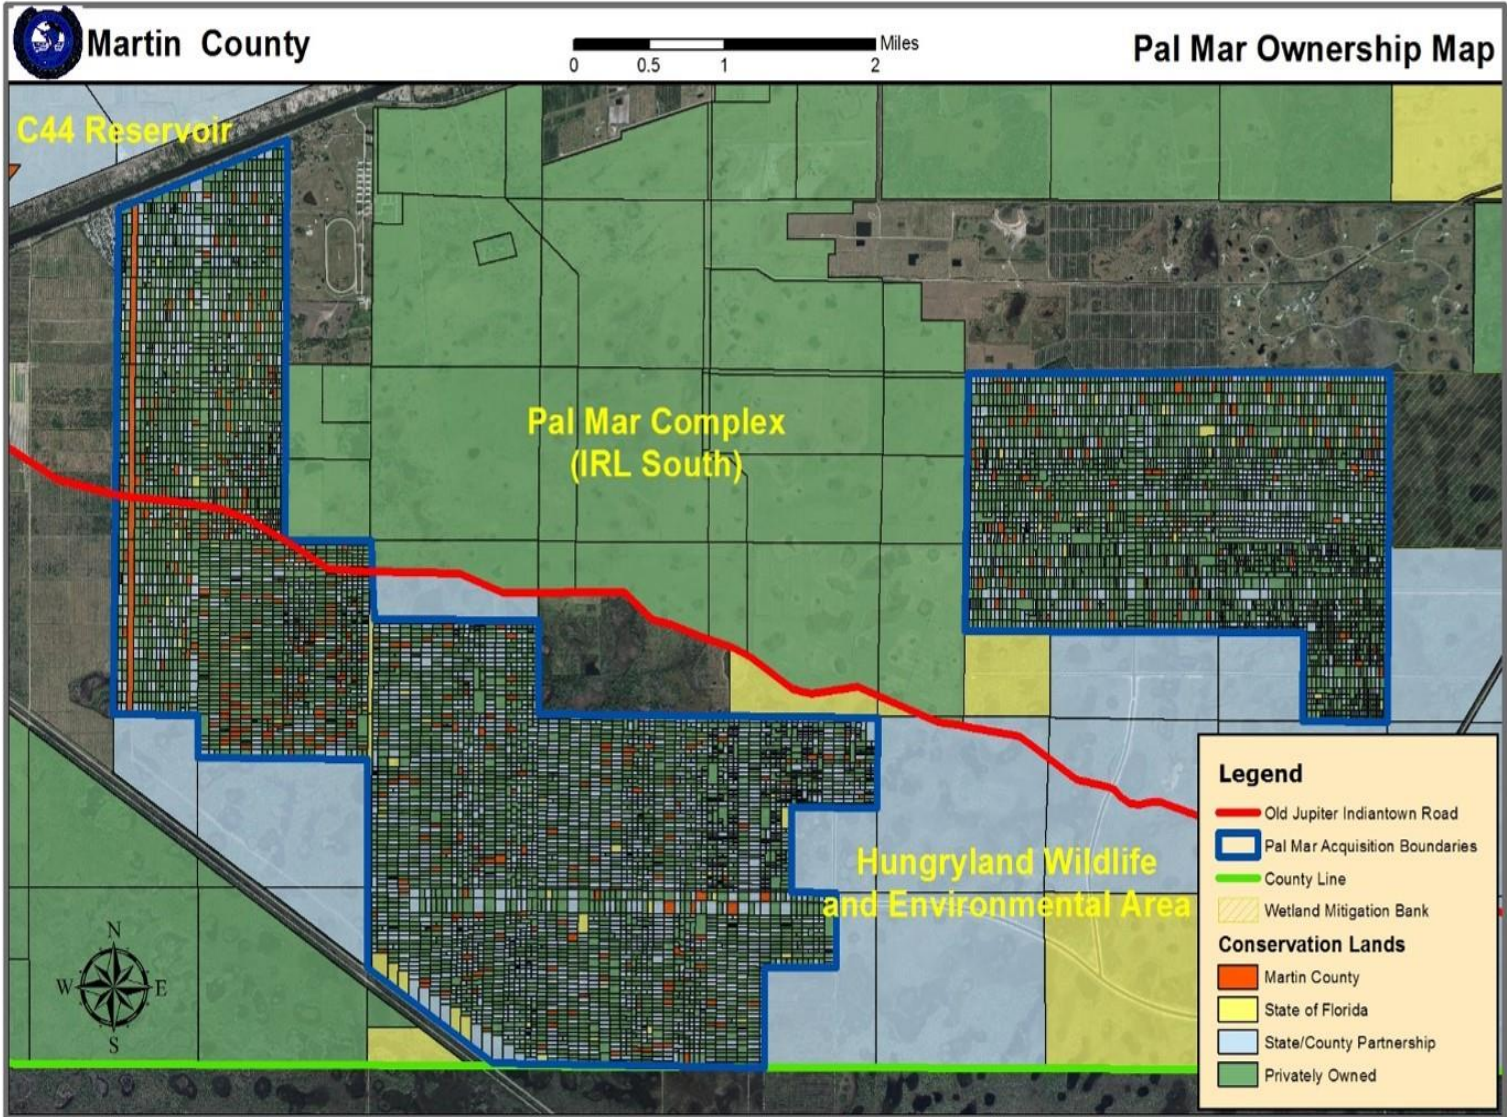 Martin County
Miles
0 0.5 1 2
Pal Mar Ownership Map
C44 Reservoir
Pal Mar Complex
(IRL South)
Hungryland Wildlife
and Environmental Area
N
W E
S
Legend
Old Jupiter Indiantown Road
Pal Mar Acquisition Boundaries
County Line
Wetland Mitigation Bank
Conservation Lands
Martin County
State of Florida
State/County Partnership
Privately Owned